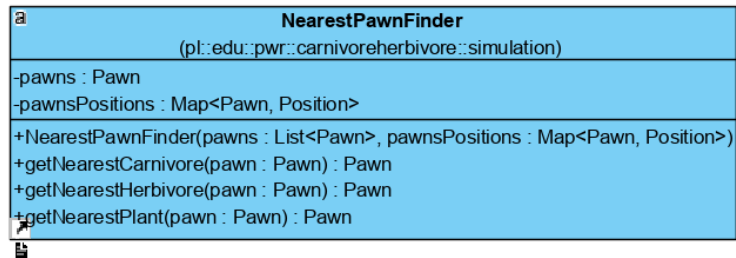 a
NearestPawnFinder
(pl::edu::pwr::carnivoreherbivore::simulation)
-pawns : Pawn
-pawnsPositions : Map<Pawn, Position>
+NearestPawnFinder(pawns : List<Pawn>, pawnsPositions : Map<Pawn, Position>)
+getNearestCarnivore(pawn : Pawn) : Pawn
+getNearestHerbivore(pawn : Pawn) : Pawn
+getNearestPlant(pawn : Pawn) : Pawn